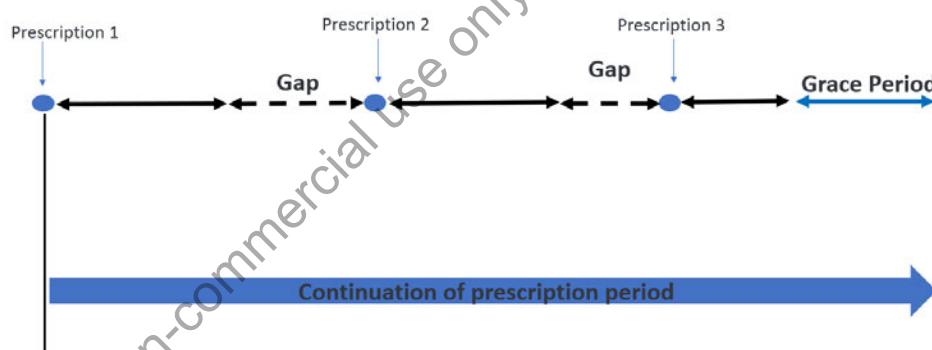 Prescription 1
Prescription 2
Prescription 3
Gap
Gap
Grace Period
Continuation of prescription period
n-commercial use only